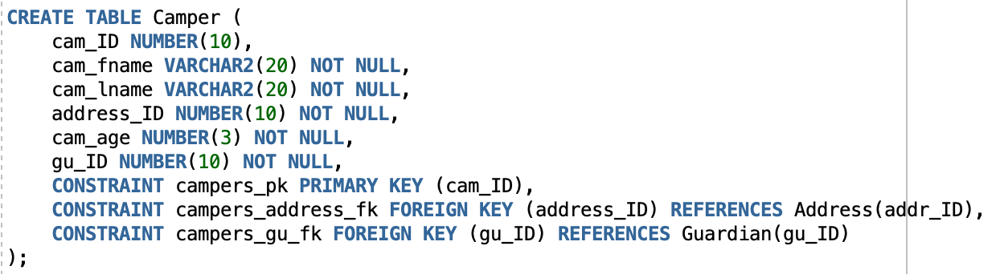 CREATE TABLE Camper (
    cam_ID NUMBER(10),
    cam_fname VARCHAR2(20) NOT NULL,
    cam_lname VARCHAR2(20) NOT NULL,
    address_ID NUMBER(10) NOT NULL,
    cam_age NUMBER(3) NOT NULL,
    gu_ID NUMBER(10) NOT NULL,
    CONSTRAINT campers_pk PRIMARY KEY (cam_ID),
    CONSTRAINT campers_address_fk FOREIGN KEY (address_ID) REFERENCES Address(addr_ID),
    CONSTRAINT campers_gu_fk FOREIGN KEY (gu_ID) REFERENCES Guardian(gu_ID)
);